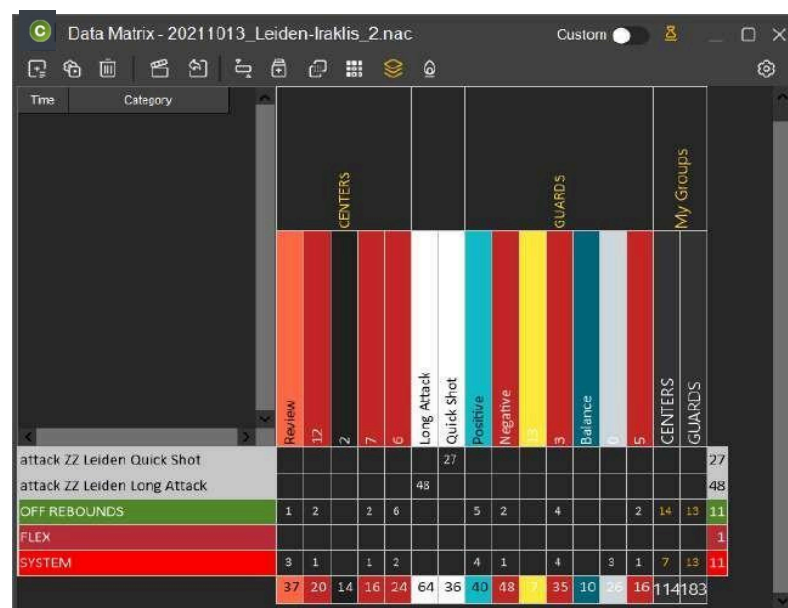 C Data Matrix - 20211013_Leiden-Iraklis_2.nac Custom
Time Category
CENTERS GUARDS My Groups
Review 12 2 7 6 Long Attack Quick Shot Positive Negative 13 3 Balance 0 5 CENTERS GUARDS
attack ZZ Leiden Quick Shot 27 27
attack ZZ Leiden Long Attack 48 48
OFF REBOUNDS 1 2 2 6 5 2 4 2 14 13 11
FLEX 1
SYSTEM 3 1 1 2 4 1 4 3 1 7 13 11
37 20 14 16 24 64 36 40 48 7 35 10 26 16 114 183